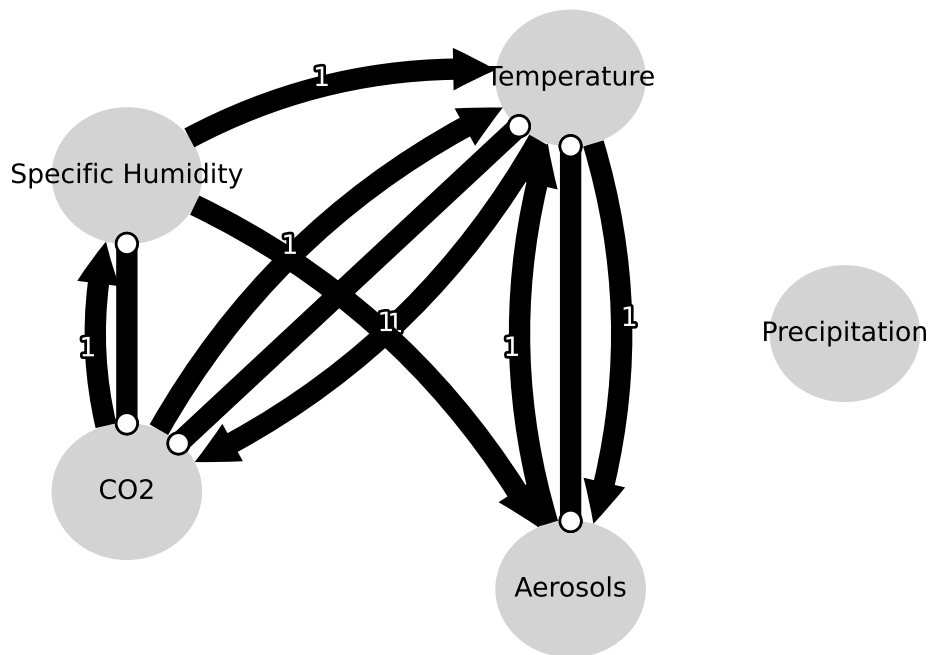 Temperature
1
Specific Humidity
1
1
Precipitation
1
1
1
1
CO2
Aerosols